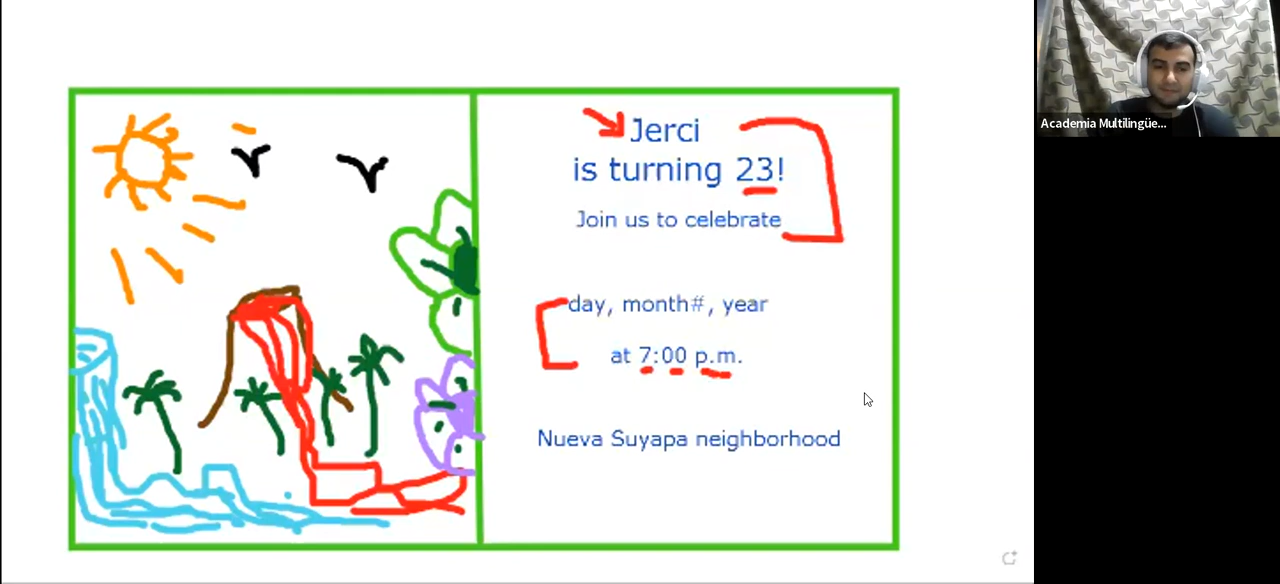 Jerci
is turning 23!
Join us to celebrate
day, month#, year
at 7:00 p.m.
Nueva Suyapa neighborhood
Academia Multilingüe...